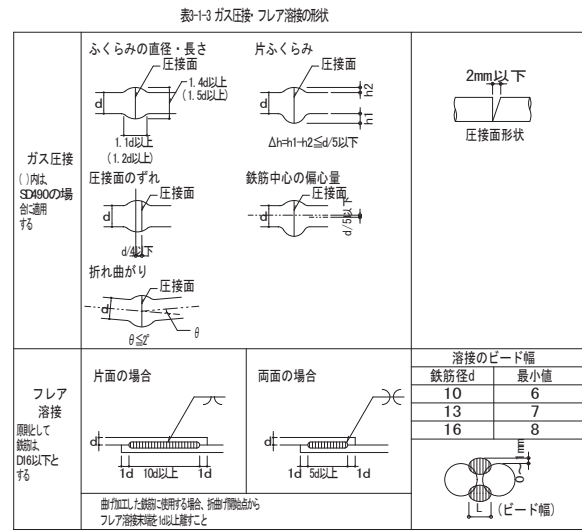 表3-1-3 ガス圧接・フレア溶接の形状
ガス圧接
( )内は、
SD490の場
合に適用
する
ふくらみの直径・長さ
圧接面
d
1.4d以上
(1.5d以上)
1.1d以上
(1.2d以上)
片ふくらみ
圧接面
d
h2
h1
Δh=h1-h2≦d/5以下
2mm以下
圧接面形状
圧接面のずれ
圧接面
d
d/4以下
鉄筋中心の偏心量
圧接面
d
d/5以下
折れ曲がり
圧接面
d
θ
θ≦2°
フレア
溶接
原則として
鉄筋は、
D16以下と
する
片面の場合
d
1d 10d以上 1d
両面の場合
d
1d 5d以上 1d
曲げ加工した鉄筋に使用する場合、折曲げ開始点から
フレア溶接末端を1d以上離すこと
溶接のビード幅
鉄筋径d 最小値
10 6
13 7
16 8
0~1mm
L
(ビード幅)